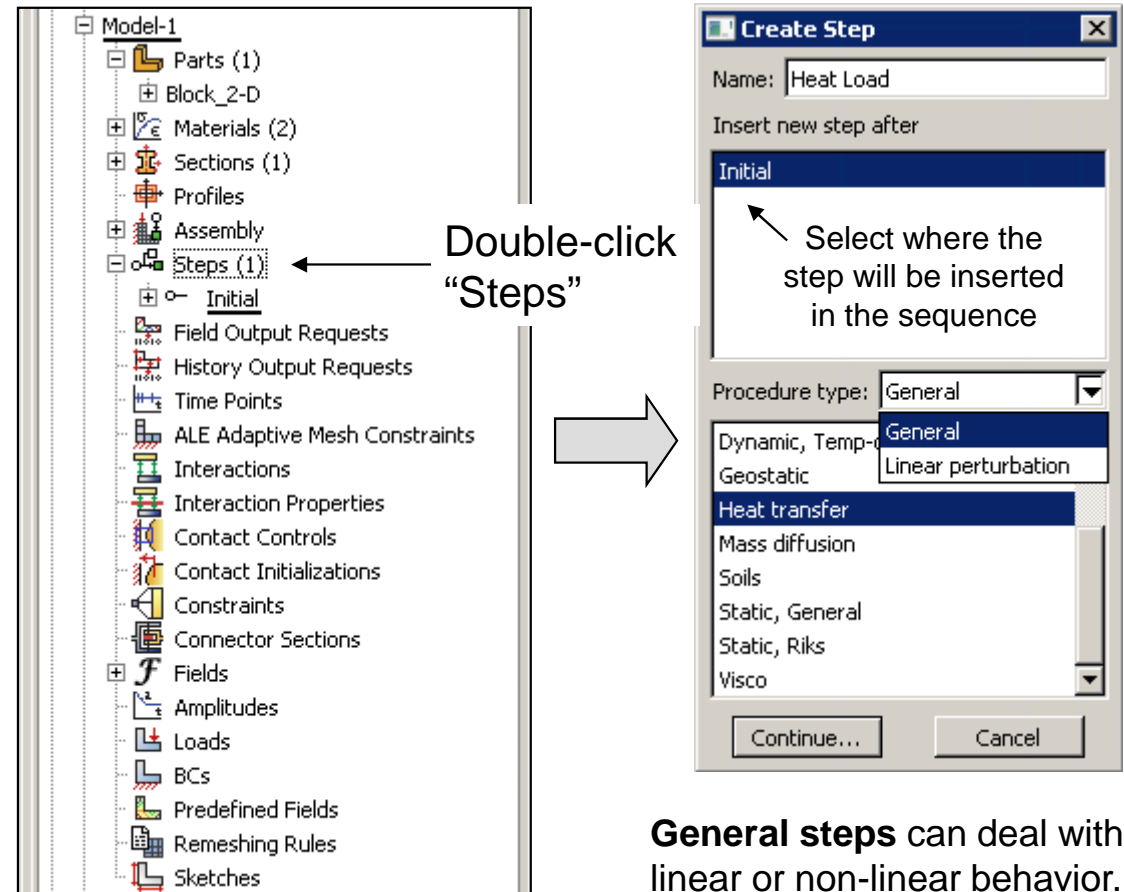 Model-1
Parts (1)
Block_2-D
Materials (2)
Sections (1)
Profiles
Assembly
Steps (1)
Initial
Field Output Requests
History Output Requests
Time Points
ALE Adaptive Mesh Constraints
Interactions
Interaction Properties
Contact Controls
Contact Initializations
Constraints
Connector Sections
Fields
Amplitudes
Loads
BCs
Predefined Fields
Remeshing Rules
Sketches
Double-click
“Steps”
Create Step
Name: Heat Load
Insert new step after
Initial
Select where the
step will be inserted
in the sequence
Procedure type: General
General
Linear perturbation
Dynamic, Temp-
Geostatic
Heat transfer
Mass diffusion
Soils
Static, General
Static, Riks
Visco
Continue...
Cancel
General steps can deal with
linear or non-linear behavior.